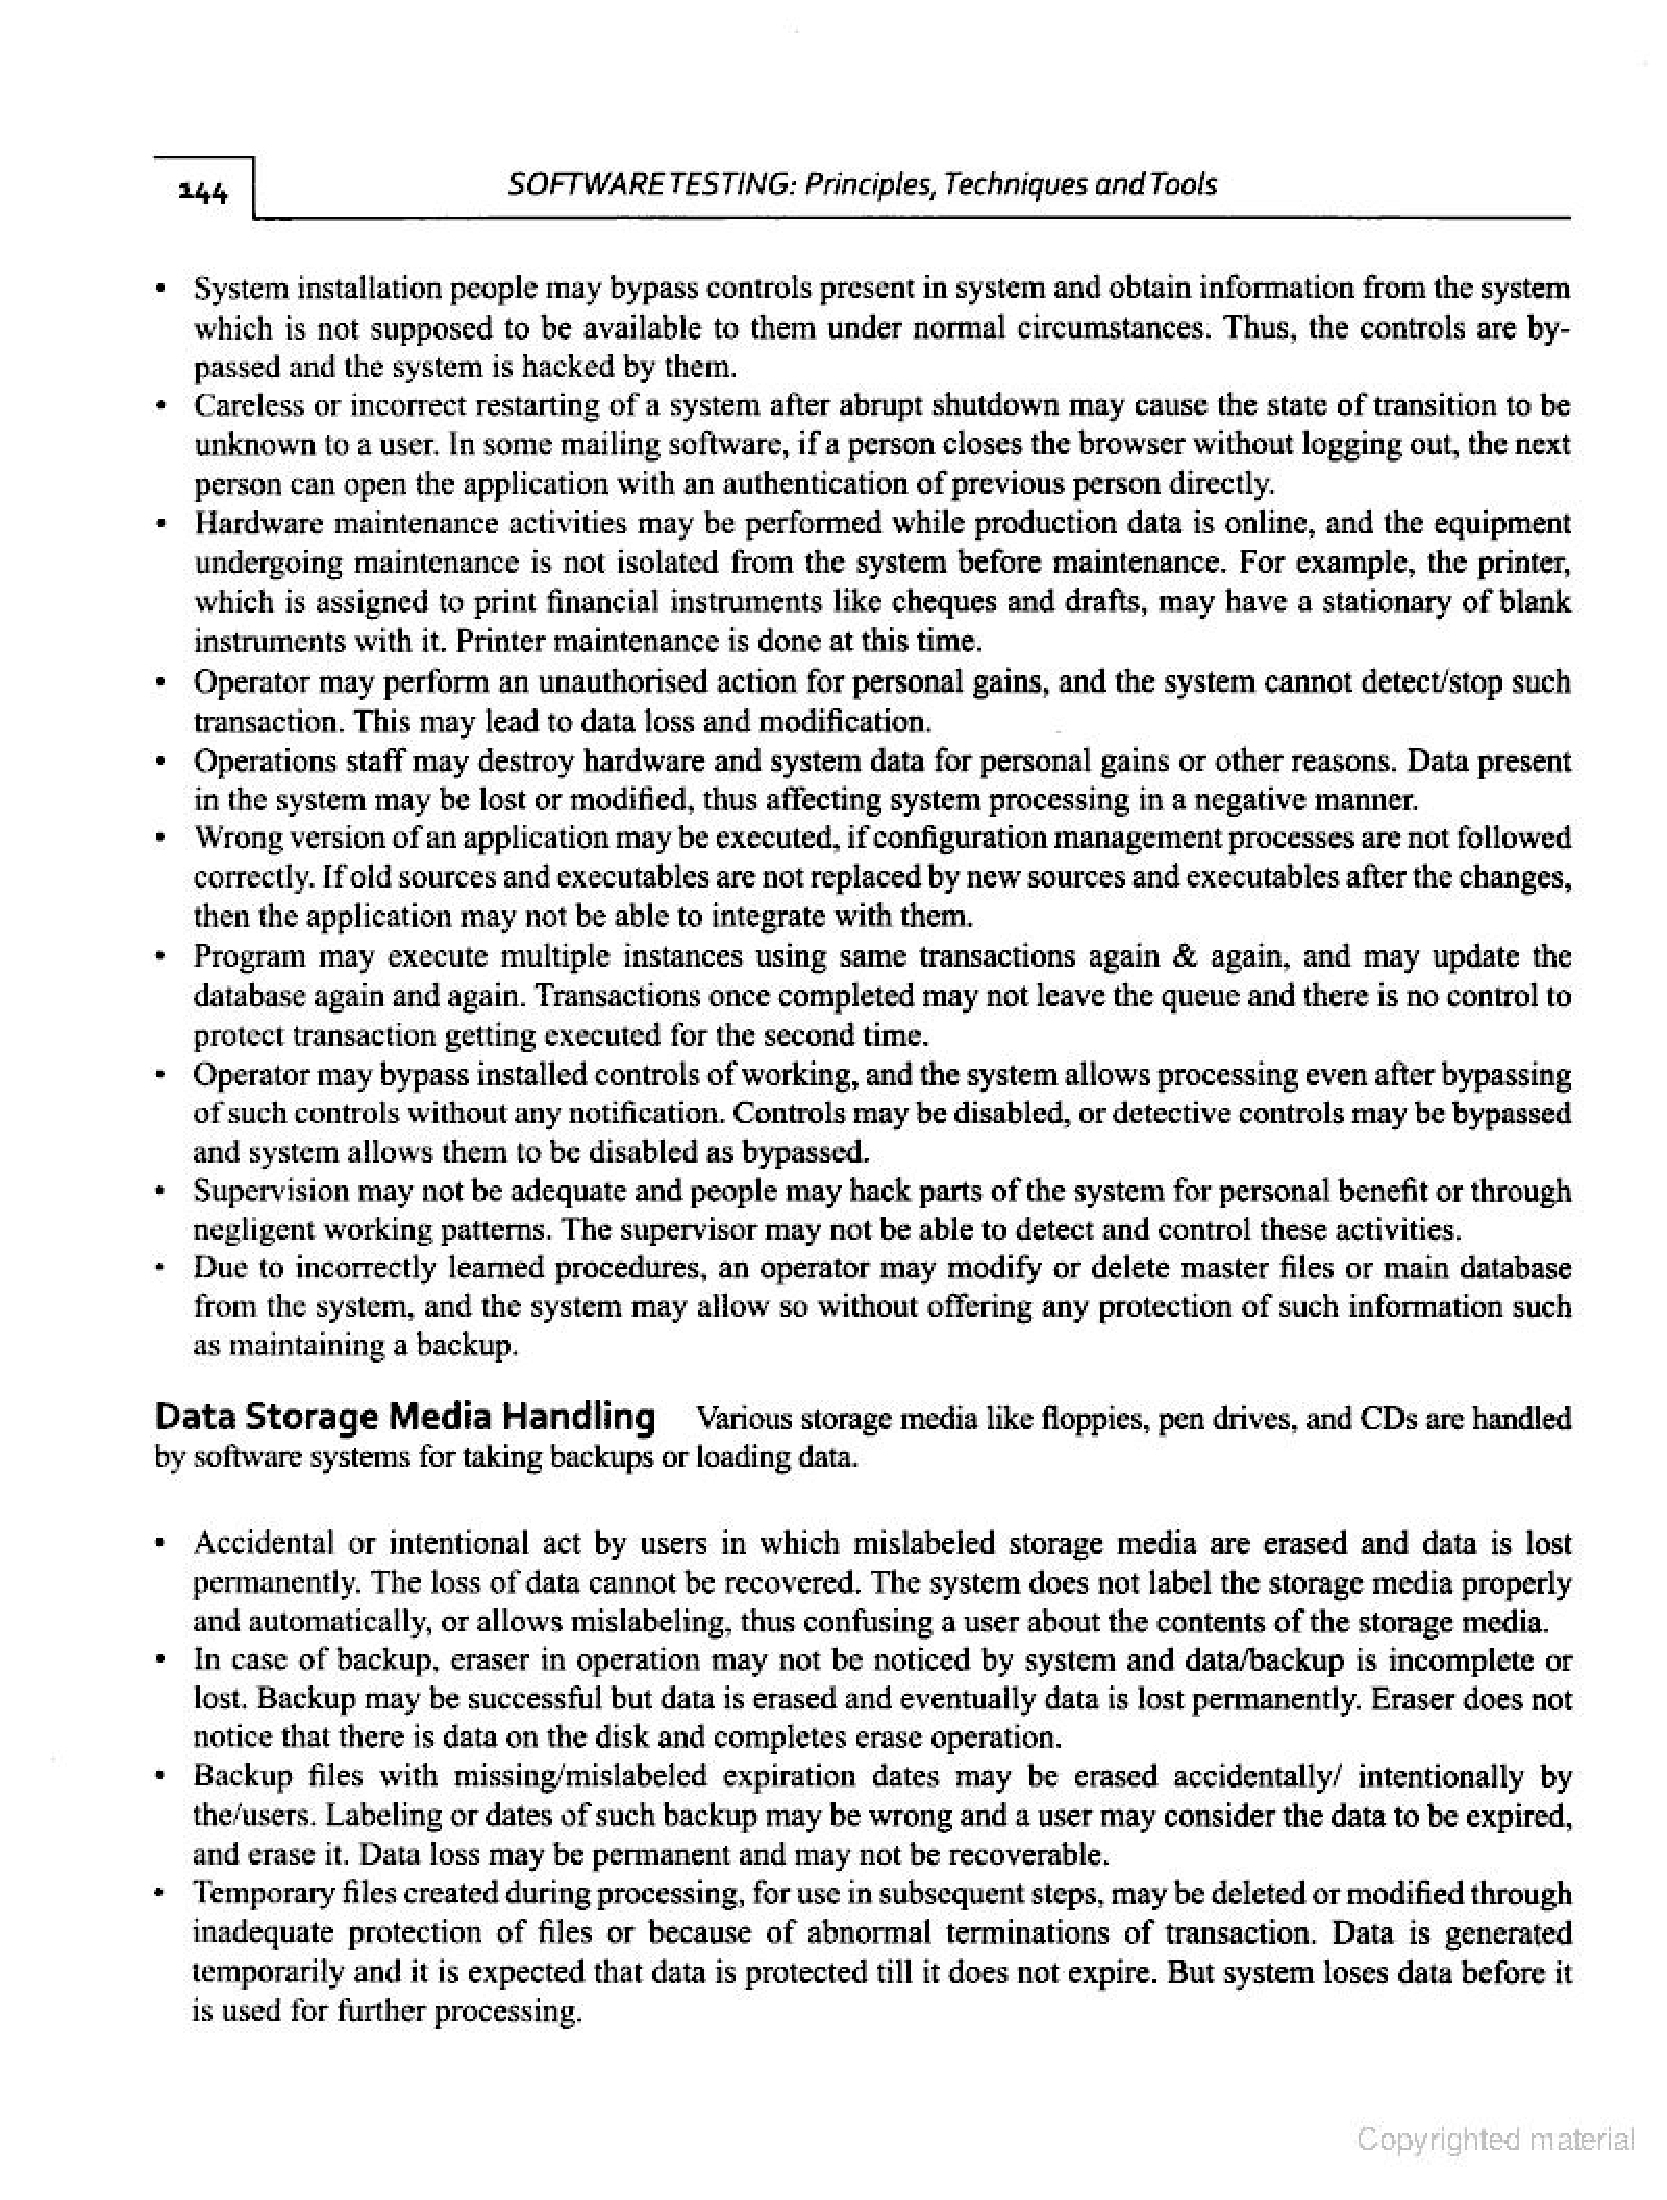 144
SOFTWARE TESTING: Principles, Techniques and Tools
• System installation people may bypass controls present in system and obtain information from the system
which is not supposed to be available to them under normal circumstances. Thus, the controls are by-
passed and the system is hacked by them.
• Careless or incorrect restarting of a system after abrupt shutdown may cause the state of transition to be
unknown to a user. In some mailing software, if a person closes the browser without logging out, the next
person can open the application with an authentication of previous person directly.
• Hardware maintenance activities may be performed while production data is online, and the equipment
undergoing maintenance is not isolated from the system before maintenance. For example, the printer,
which is assigned to print financial instruments like cheques and drafts, may have a stationary of blank
instruments with it. Printer maintenance is done at this time.
• Operator may perform an unauthorised action for personal gains, and the system cannot detect/stop such
transaction. This may lead to data loss and modification.
• Operations staff may destroy hardware and system data for personal gains or other reasons. Data present
in the system may be lost or modified, thus affecting system processing in a negative manner.
• Wrong version of an application may be executed, if configuration management processes are not followed
correctly. If old sources and executables are not replaced by new sources and executables after the changes,
then the application may not be able to integrate with them.
• Program may execute multiple instances using same transactions again & again, and may update the
database again and again. Transactions once completed may not leave the queue and there is no control to
protect transaction getting executed for the second time.
• Operator may bypass installed controls of working, and the system allows processing even after bypassing
of such controls without any notification. Controls may be disabled, or detective controls may be bypassed
and system allows them to be disabled as bypassed.
• Supervision may not be adequate and people may hack parts of the system for personal benefit or through
negligent working patterns. The supervisor may not be able to detect and control these activities.
• Due to incorrectly learned procedures, an operator may modify or delete master files or main database
from the system, and the system may allow so without offering any protection of such information such
as maintaining a backup.
Data Storage Media Handling Various storage media like floppies, pen drives, and CDs are handled
by software systems for taking backups or loading data.
• Accidental or intentional act by users in which mislabeled storage media are erased and data is lost
permanently. The loss of data cannot be recovered. The system does not label the storage media properly
and automatically, or allows mislabeling, thus confusing a user about the contents of the storage media.
• In case of backup, eraser in operation may not be noticed by system and data/backup is incomplete or
lost. Backup may be successful but data is erased and eventually data is lost permanently. Eraser does not
notice that there is data on the disk and completes erase operation.
• Backup files with missing/mislabeled expiration dates may be erased accidentally/ intentionally by
the/users. Labeling or dates of such backup may be wrong and a user may consider the data to be expired,
and erase it. Data loss may be permanent and may not be recoverable.
• Temporary files created during processing, for use in subsequent steps, may be deleted or modified through
inadequate protection of files or because of abnormal terminations of transaction. Data is generated
temporarily and it is expected that data is protected till it does not expire. But system loses data before it
is used for further processing.
Copyrighted material